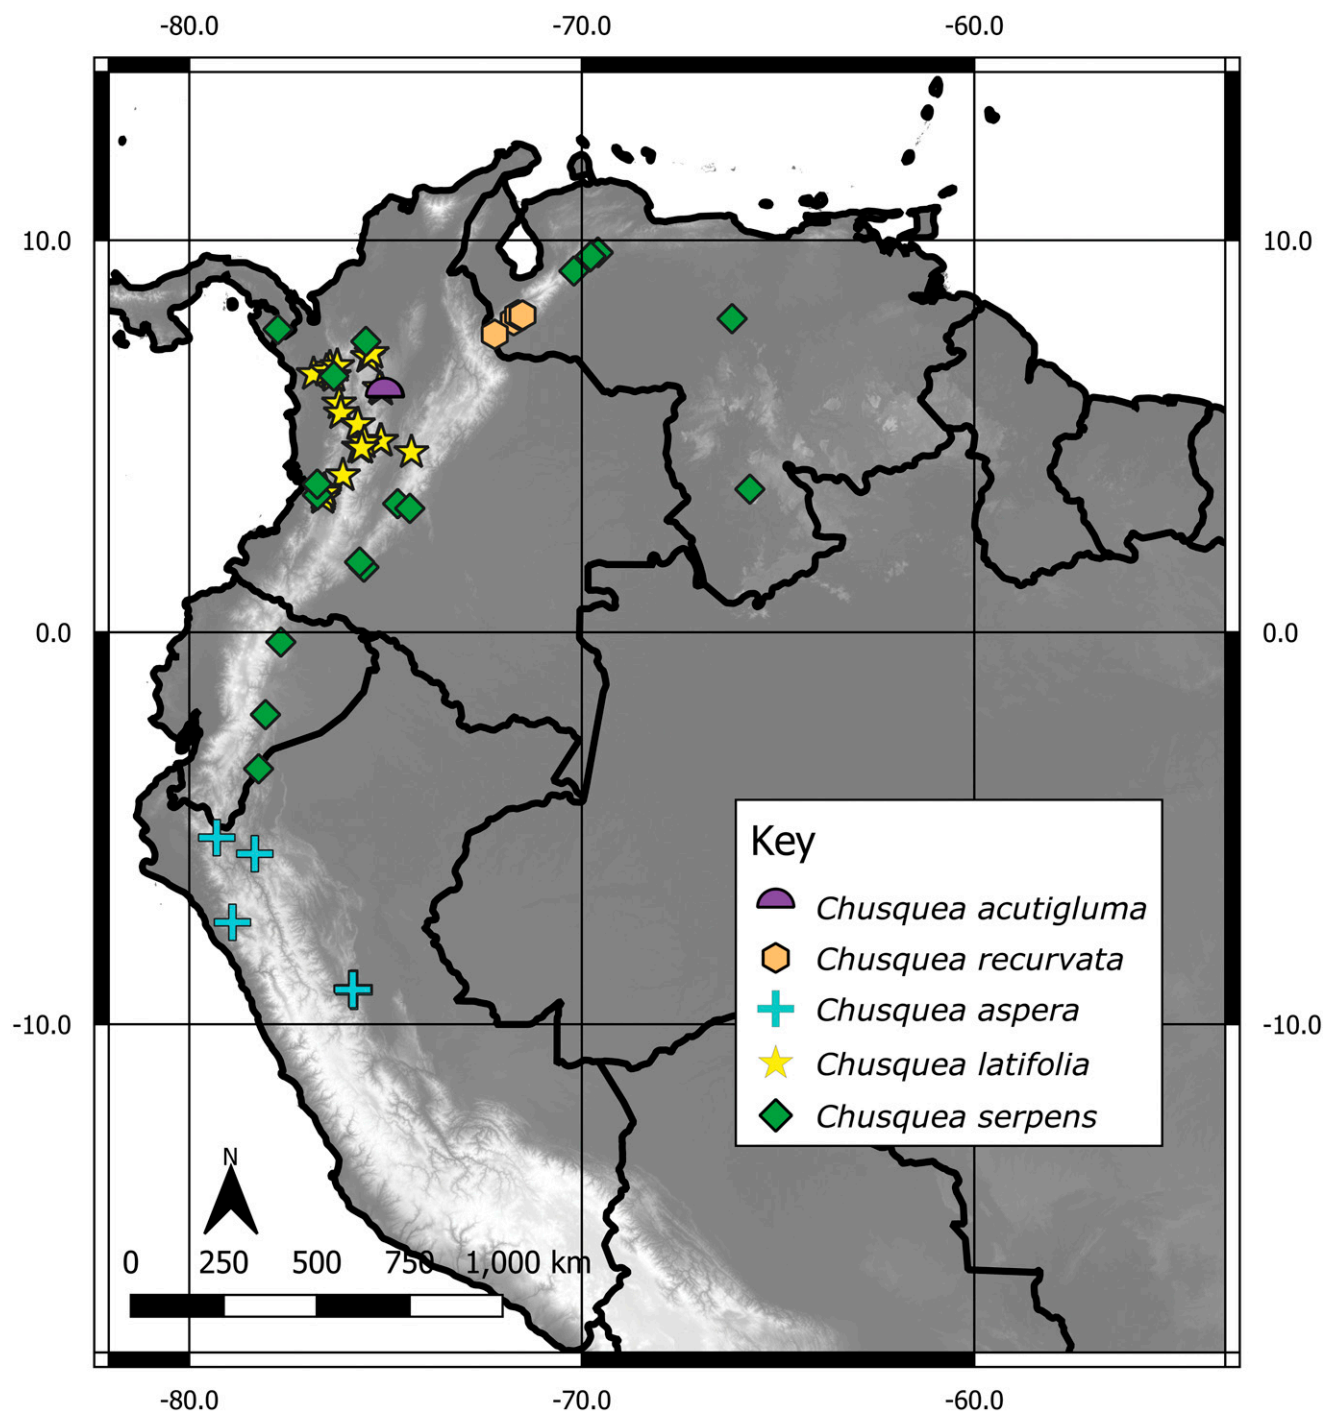 -80.0 -70.0 -60.0
10.0 10.0
0.0 0.0
Key
Chusquea acutigluma
Chusquea recurvata
Chusquea aspera
-10.0 -10.0
Chusquea latifolia
Chusquea serpens
N
0 250 500 750 1,000 km
-80.0 -70.0 -60.0